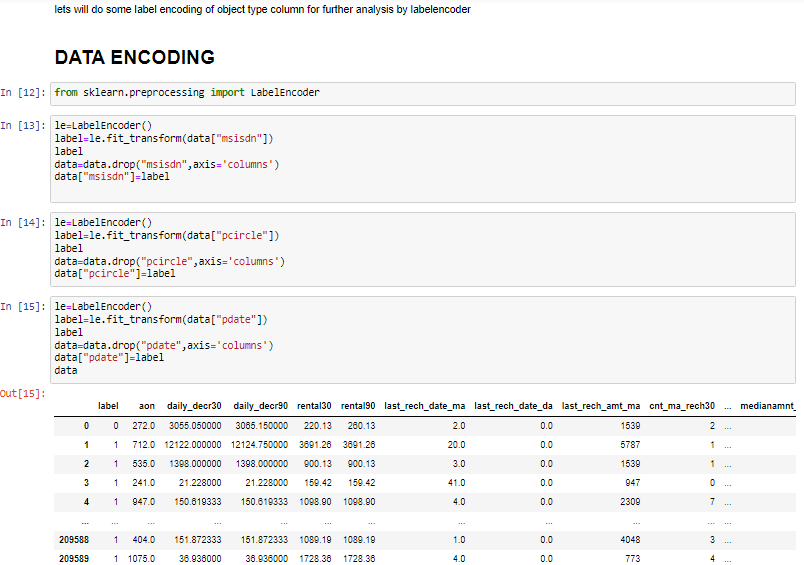 lets will do some label encoding of object type column for further analysis by labelencoder
DATA ENCODING
In [12]: from sklearn.preprocessing import LabelEncoder
In [13]: le=LabelEncoder()
label=le.fit_transform(data["msisdn"])
label
data=data.drop("msisdn",axis='columns')
data["msisdn"]=label
In [14]: le=LabelEncoder()
label=le.fit_transform(data["pcircle"])
label
data=data.drop("pcircle",axis='columns')
data["pcircle"]=label
In [15]: le=LabelEncoder()
label=le.fit_transform(data["pdate"])
label
data=data.drop("pdate",axis='columns')
data["pdate"]=label
data
Out[15]:
label aon daily_decr30 daily_decr90 rental30 rental90 last_rech_date_ma last_rech_date_da last_rech_amt_ma cnt_ma_rech30 ... medianamnt_
0 0 272.0 3055.050000 3065.150000 220.13 260.13 2.0 0.0 1539 2 ...
1 1 712.0 12122.000000 12124.750000 3691.26 3691.26 20.0 0.0 5787 1 ...
2 1 535.0 1398.000000 1398.000000 900.13 900.13 3.0 0.0 1539 1 ...
3 1 241.0 21.228000 21.228000 159.42 159.42 41.0 0.0 947 0 ...
4 1 947.0 150.619333 150.619333 1098.90 1098.90 4.0 0.0 2309 7 ...
... ... ... ... ... ... ... ... ... ... ... ...
209588 1 404.0 151.872333 151.872333 1089.19 1089.19 1.0 0.0 4048 3 ...
209589 1 1075.0 36.936000 36.936000 1728.36 1728.36 4.0 0.0 773 4 ...